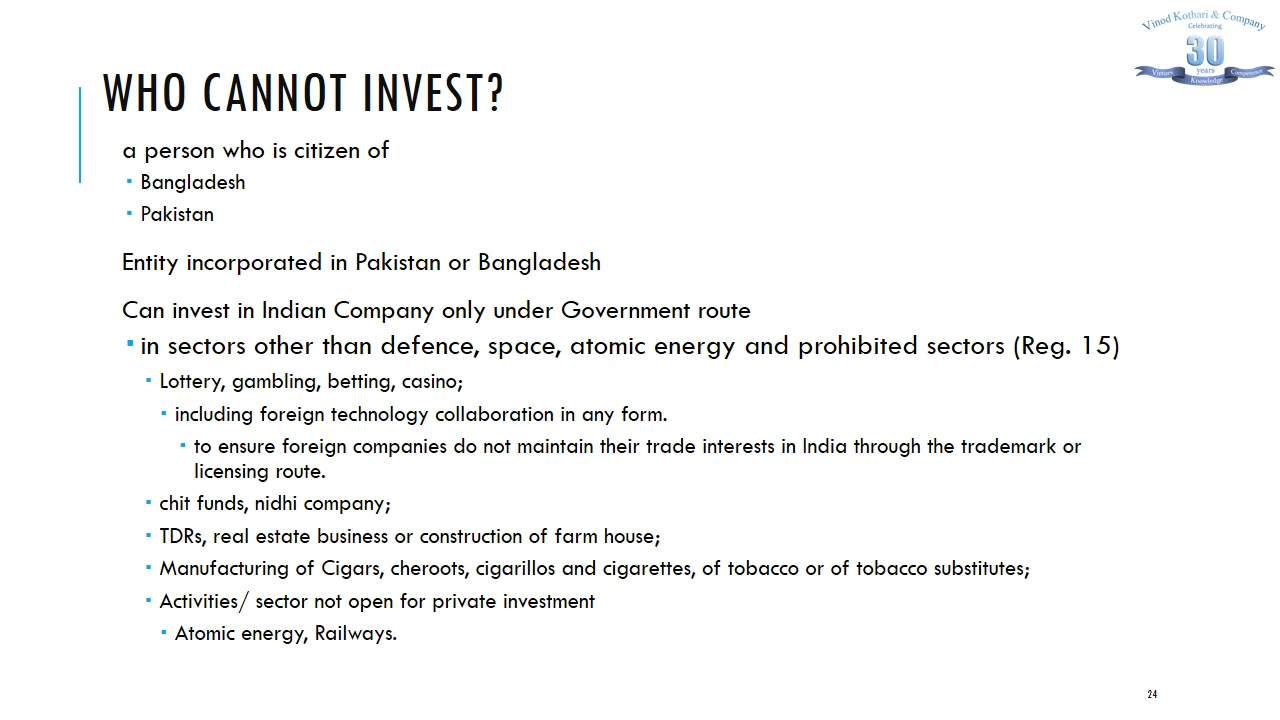 Vinod Kothari & Company
Celebrating
30
years
Virtues
Knowledge
Competence
WHO CANNOT INVEST?
a person who is citizen of
Bangladesh
Pakistan
Entity incorporated in Pakistan or Bangladesh
Can invest in Indian Company only under Government route
in sectors other than defence, space, atomic energy and prohibited sectors (Reg. 15)
Lottery, gambling, betting, casino;
including foreign technology collaboration in any form.
to ensure foreign companies do not maintain their trade interests in India through the trademark or
licensing route.
chit funds, nidhi company;
TDRs, real estate business or construction of farm house;
Manufacturing of Cigars, cheroots, cigarillos and cigarettes, of tobacco or of tobacco substitutes;
Activities/ sector not open for private investment
Atomic energy, Railways.
24